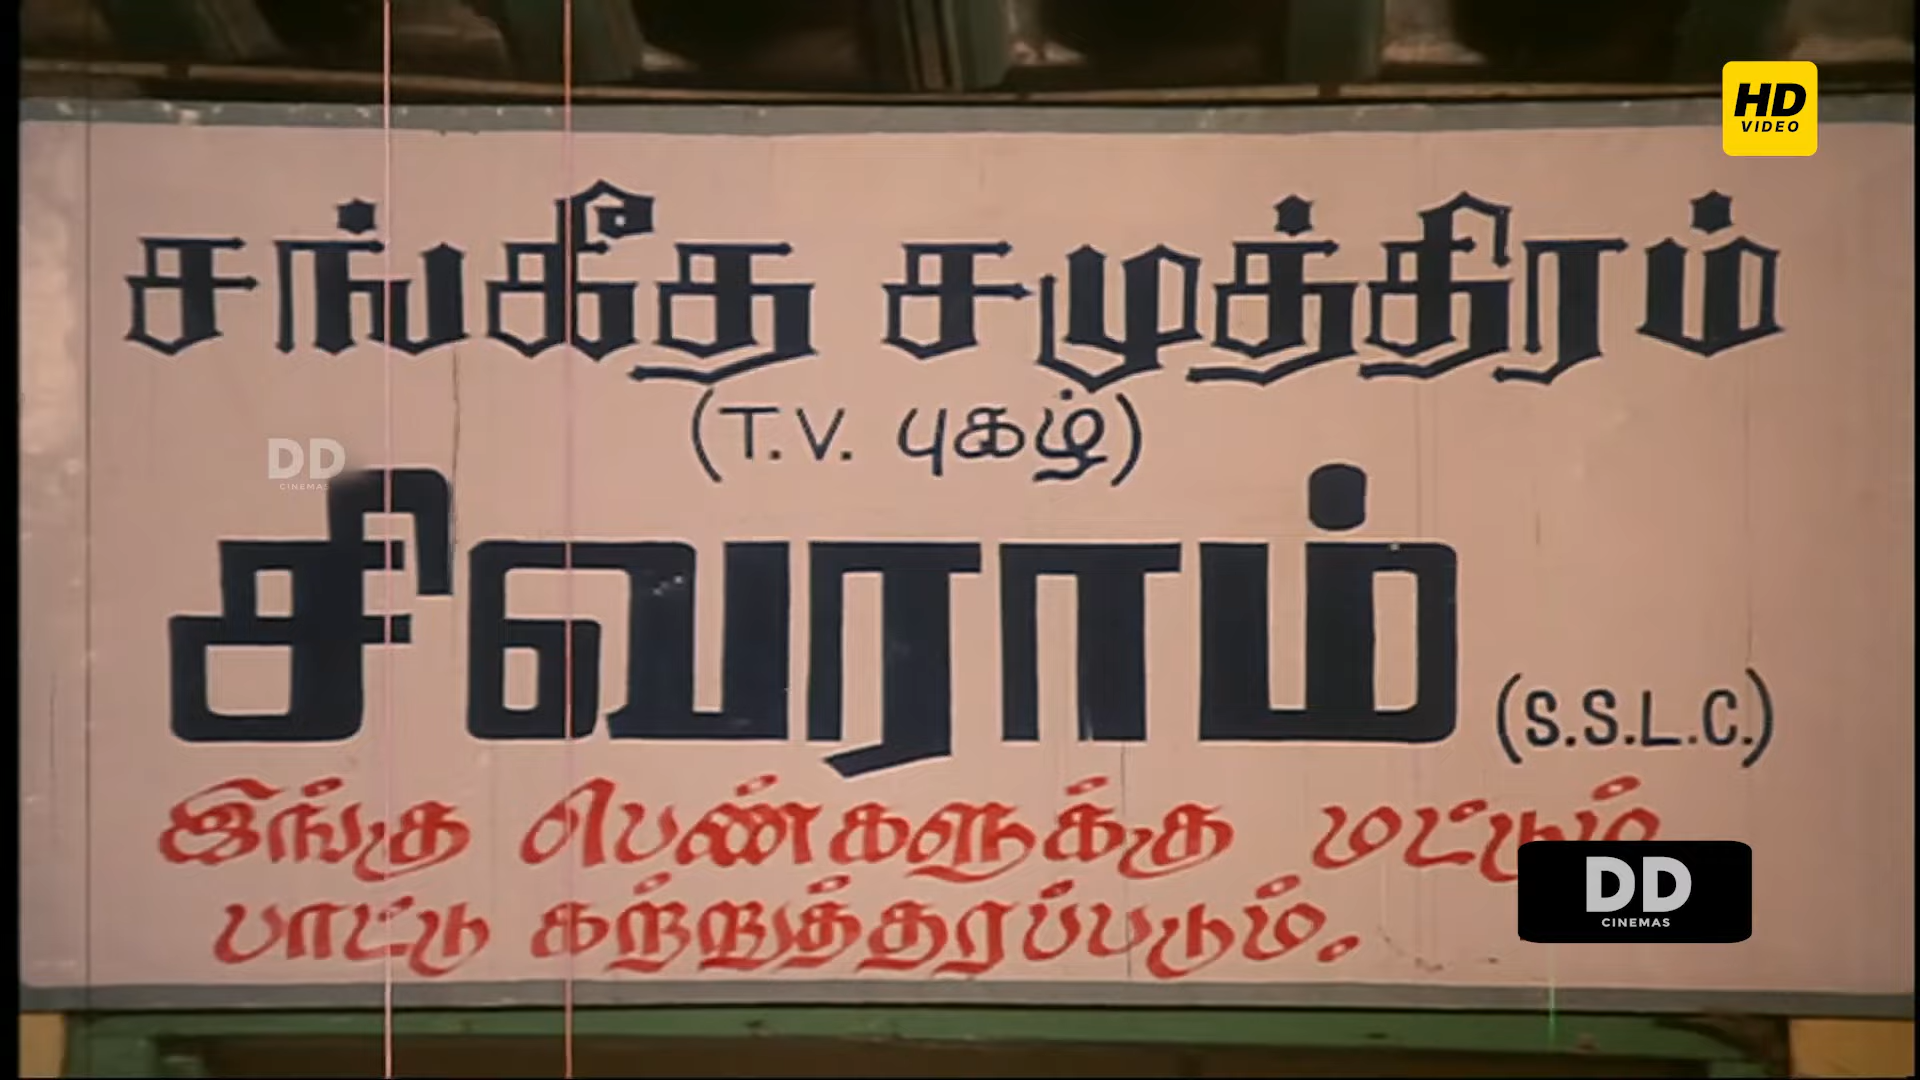 HD
VIDEO
சங்கீத சமுத்திரம்
(T.V. புகழ்)
DD
CINEMAS
சிவராம் (S.S.L.C.)
இங்கு பெண்களுக்கு மட்டும்
பாட்டு கற்றுத்தரப்படும்.
DD
CINEMAS